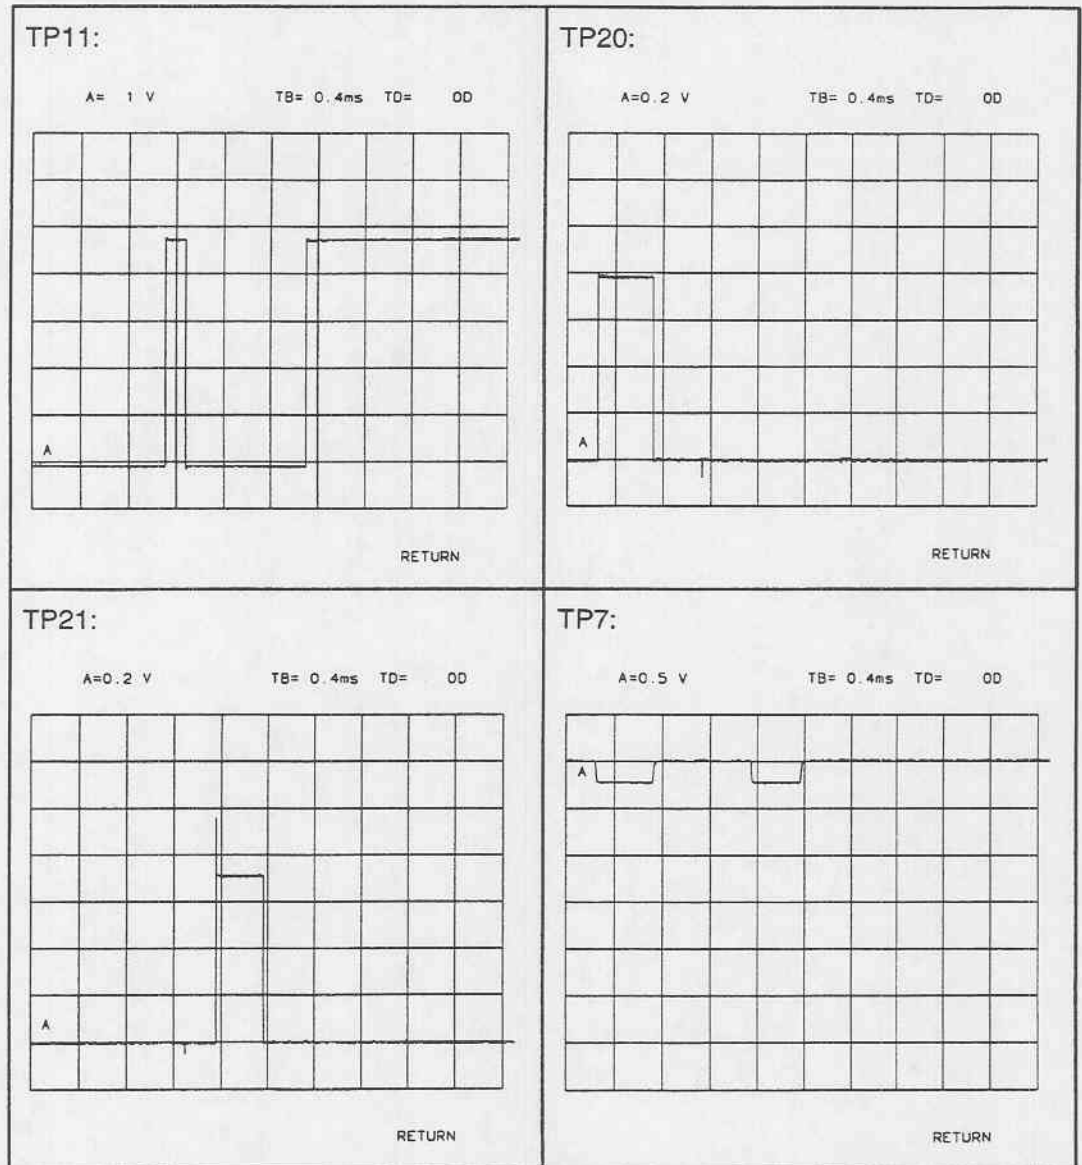 TP11:
A= 1 V TB= 0.4ms TD= 0D
A
RETURN
TP20:
A=0.2 V TB= 0.4ms TD= 0D
A
RETURN
TP21:
A=0.2 V TB= 0.4ms TD= 0D
A
RETURN
TP7:
A=0.5 V TB= 0.4ms TD= 0D
A
RETURN